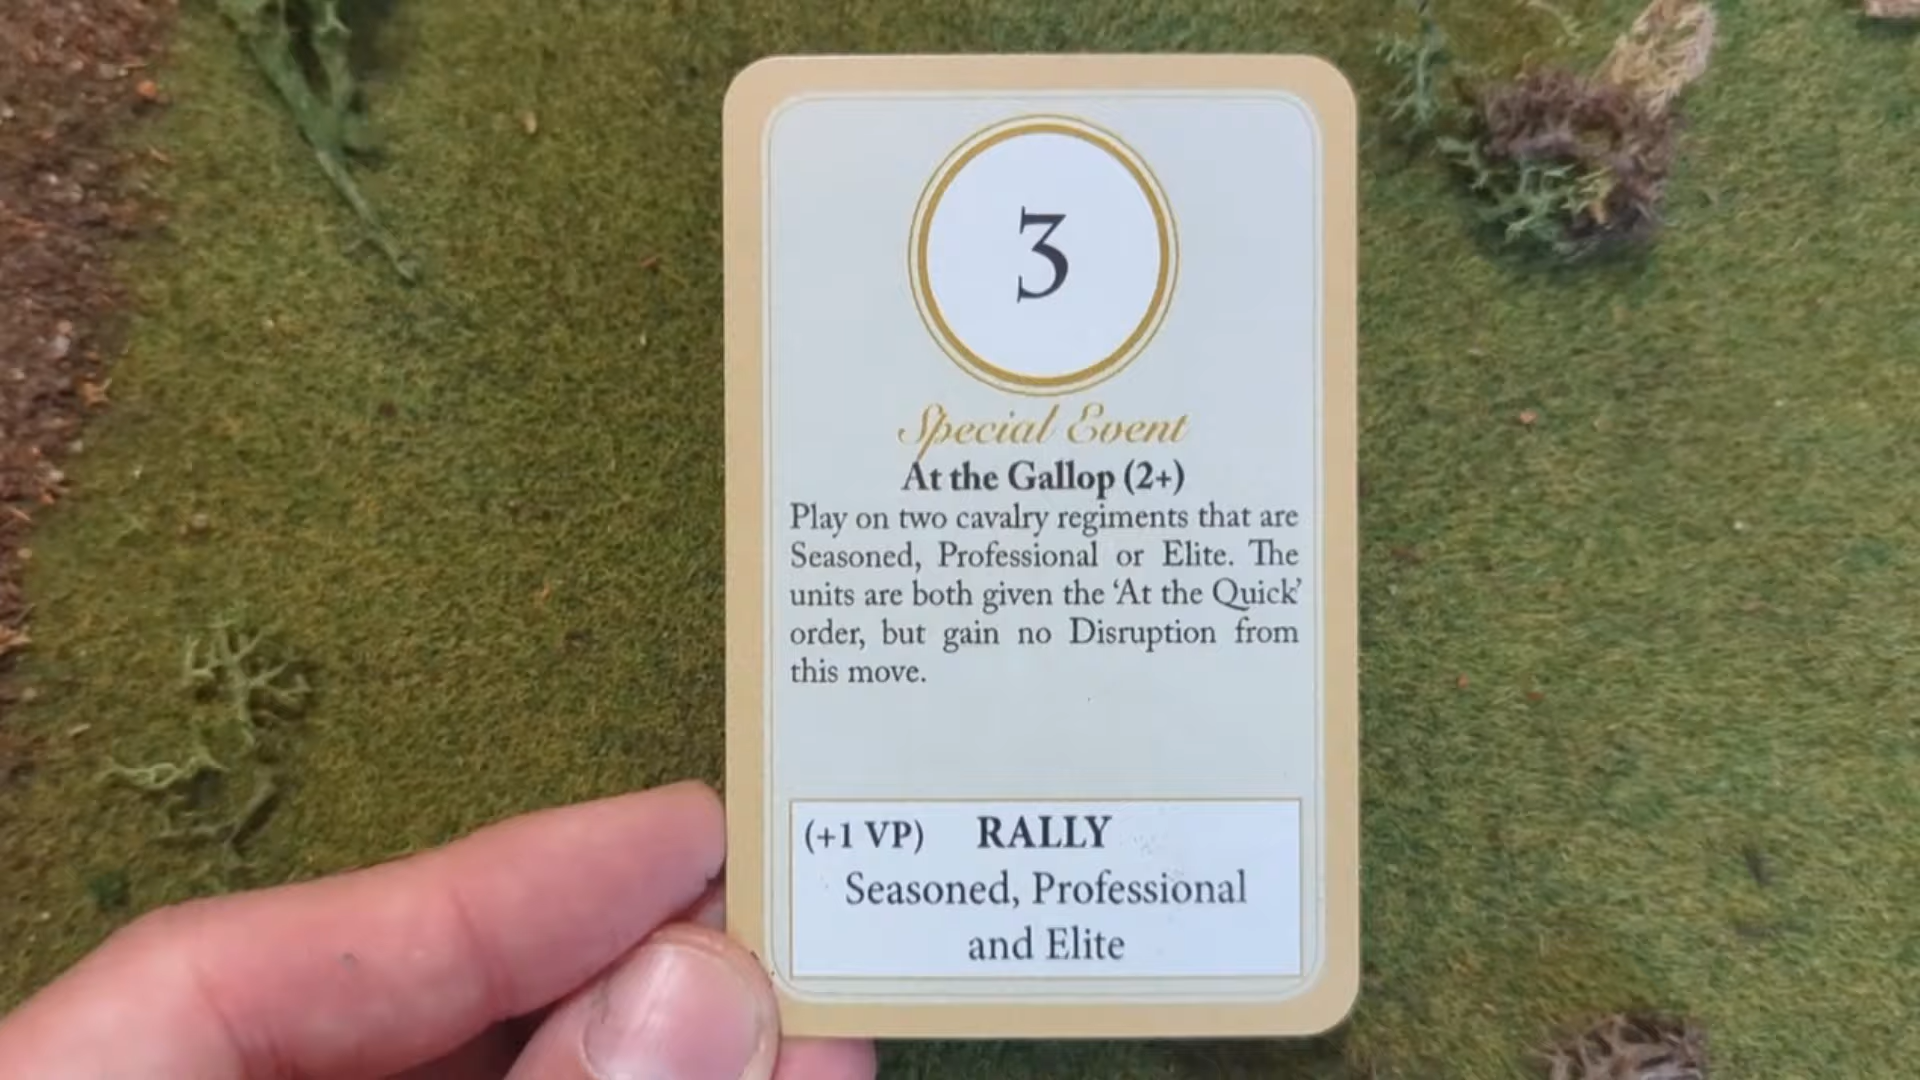 3
Special Event
At the Gallop (2+)
Play on two cavalry regiments that are
Seasoned, Professional or Elite. The
units are both given the ‘At the Quick’
order, but gain no Disruption from
this move.
(+1 VP) RALLY
Seasoned, Professional
and Elite